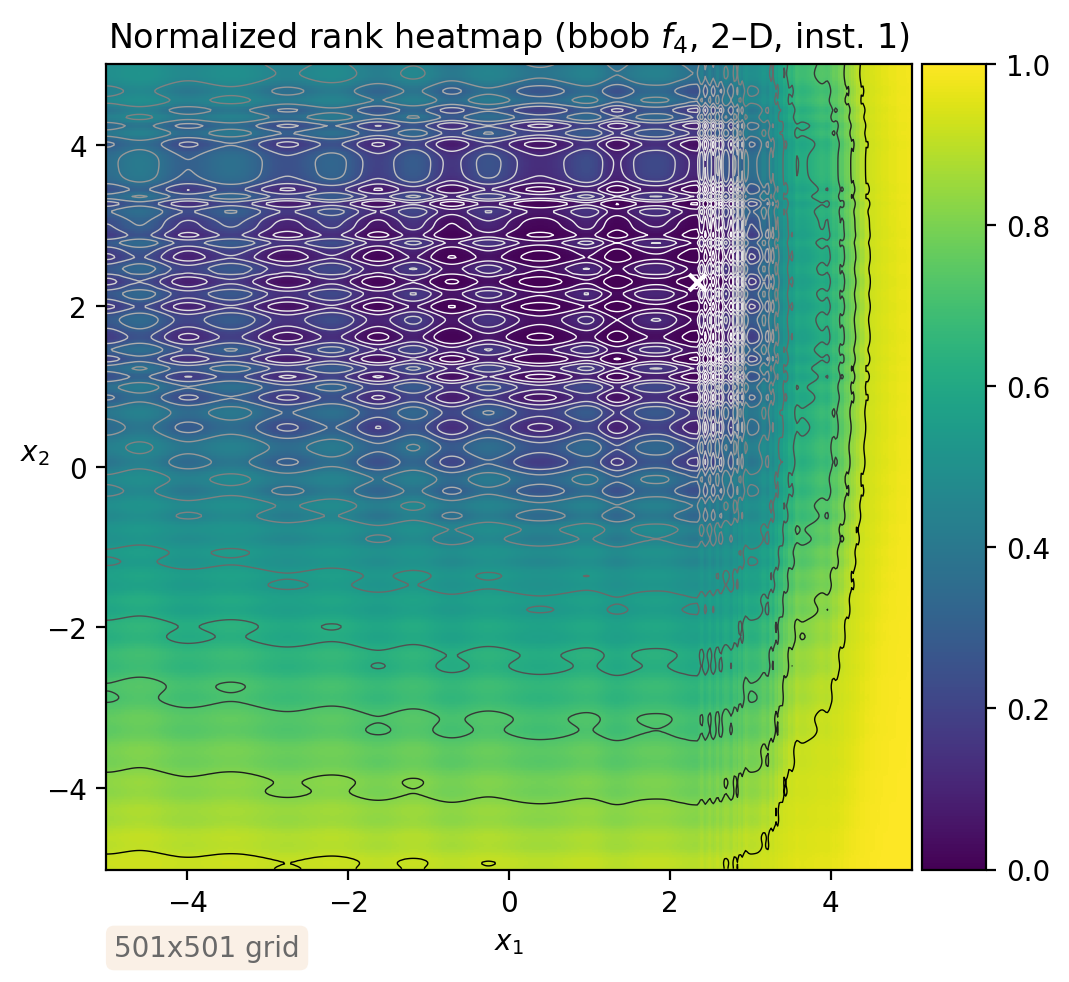 Normalized rank heatmap (bbob f₄, 2–D, inst. 1)
1.0
0.8
0.6
0.4
0.2
0.0
4
2
0
−2
−4
x₂
−4 −2 0 2 4
x₁
501x501 grid